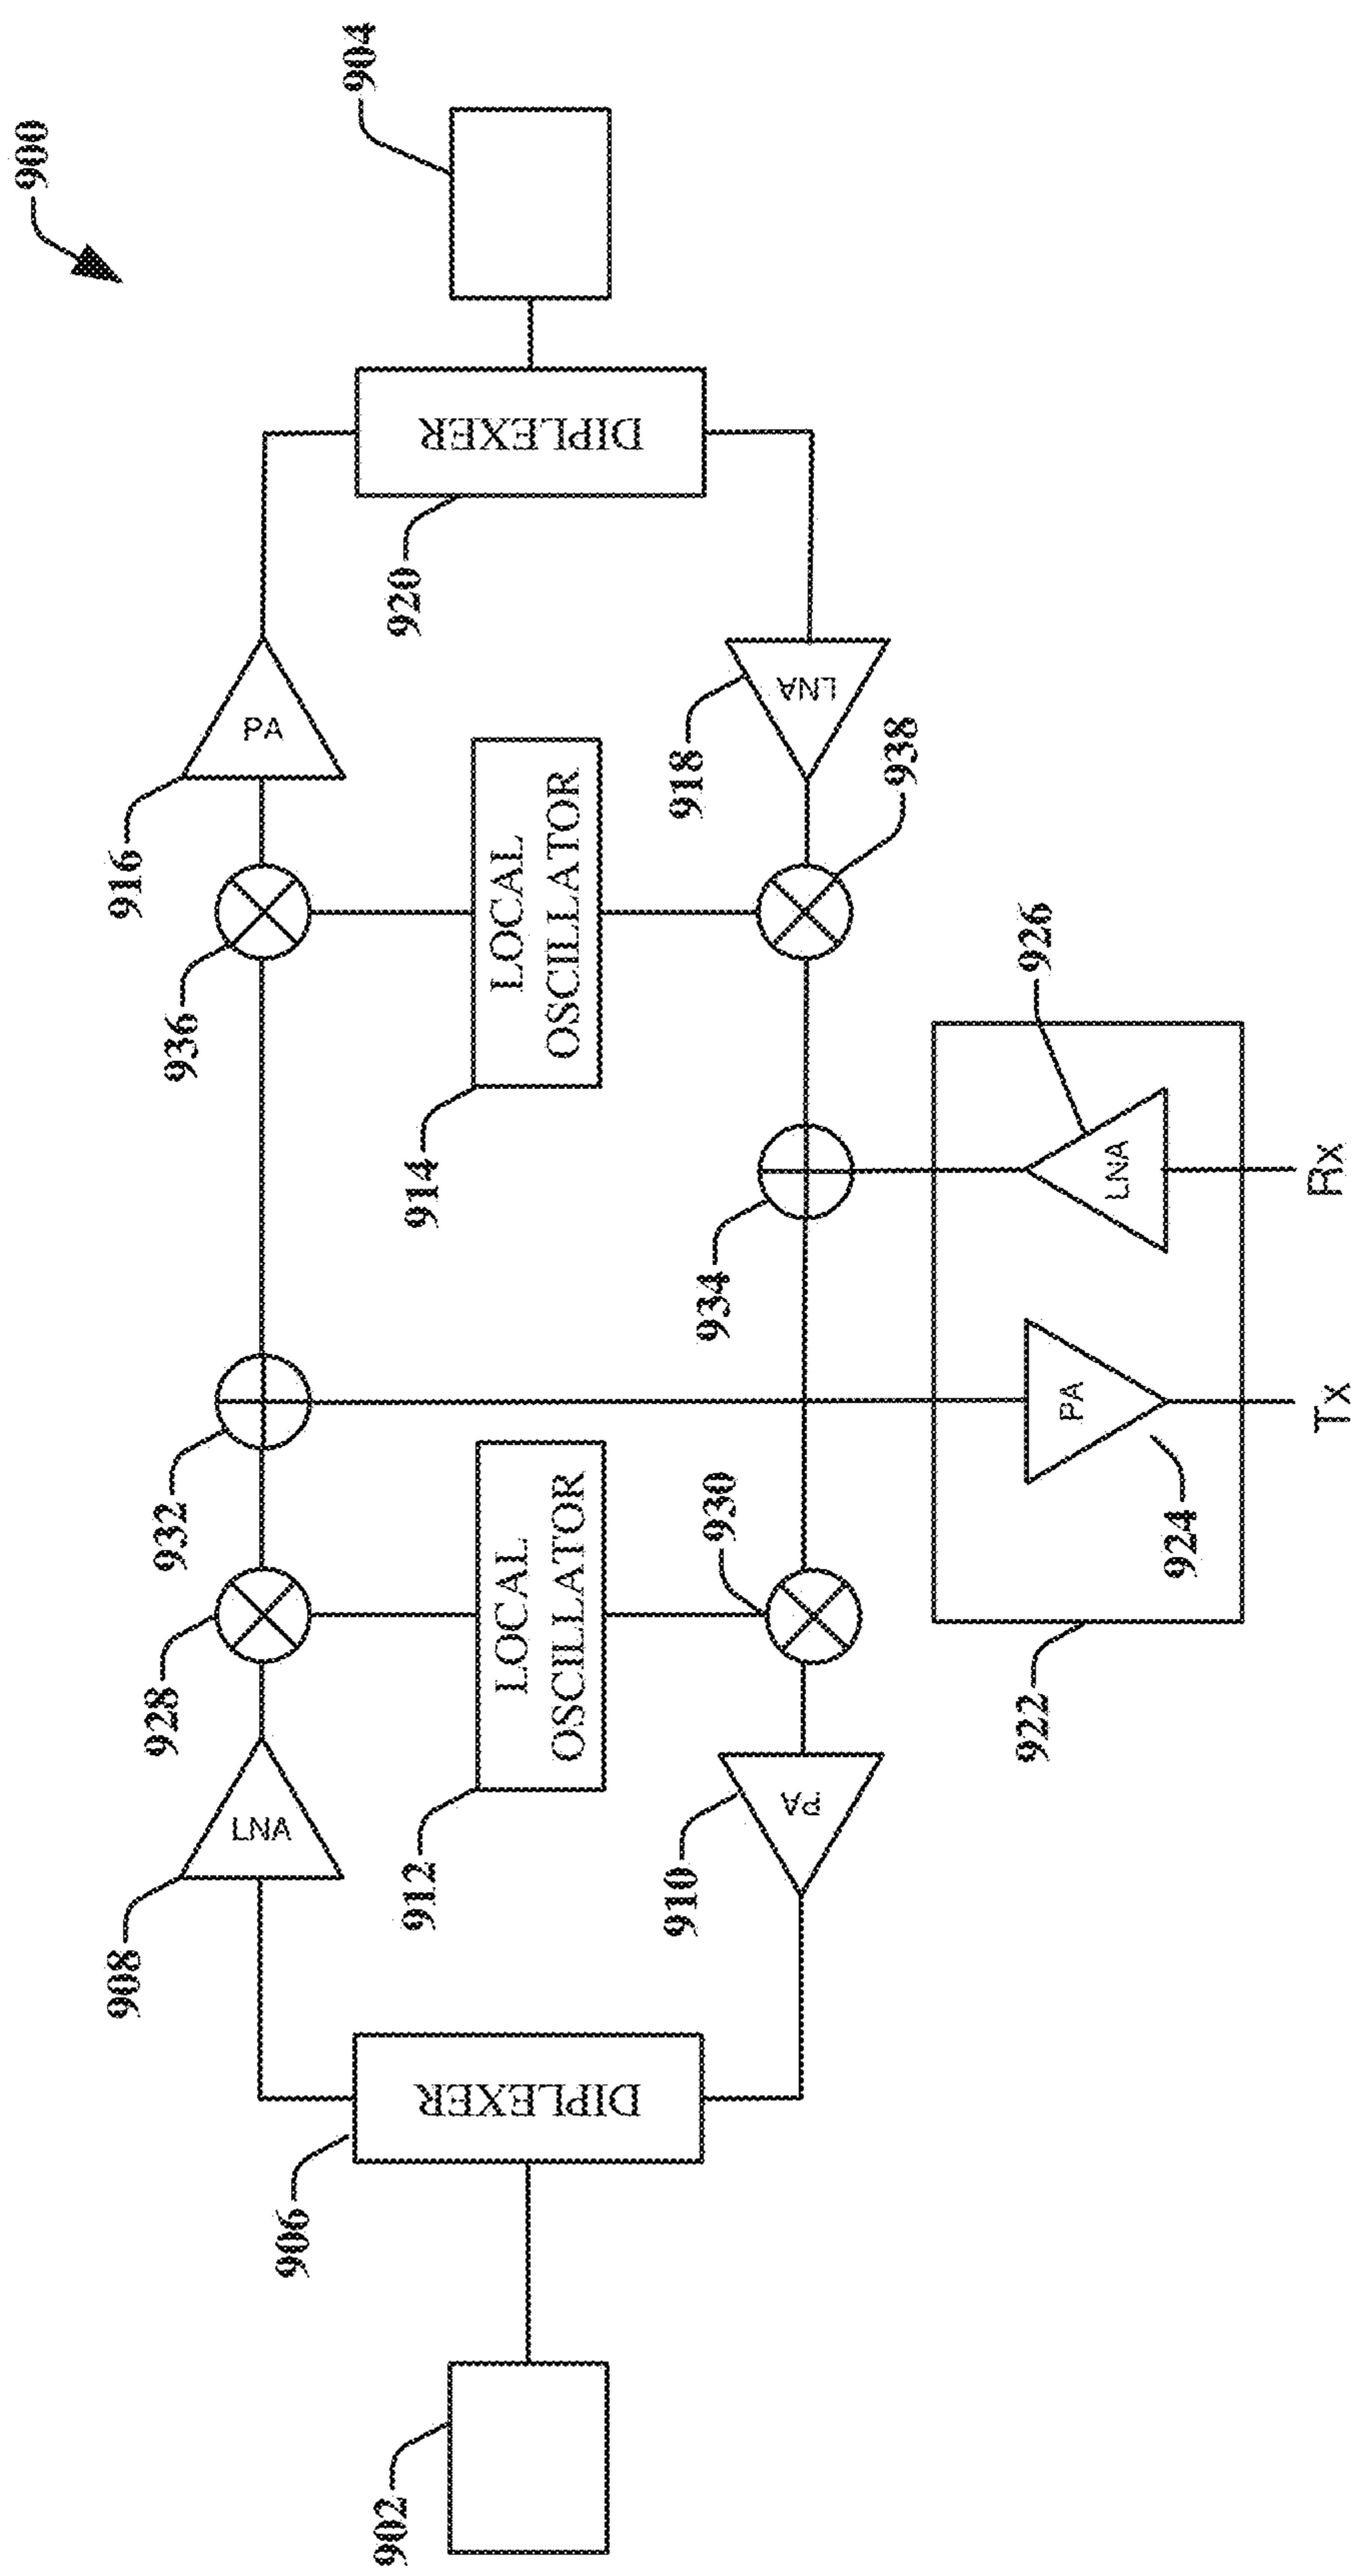 900
904
DIPLEXER
920
PA
916
LNA
918
938
936
LOCAL
OSCILLATOR
914
926
934
LNA
Rx
932
930
PA
Tx
924
928
LOCAL
OSCILLATOR
922
912
LNA
908
PA
910
DIPLEXER
906
902